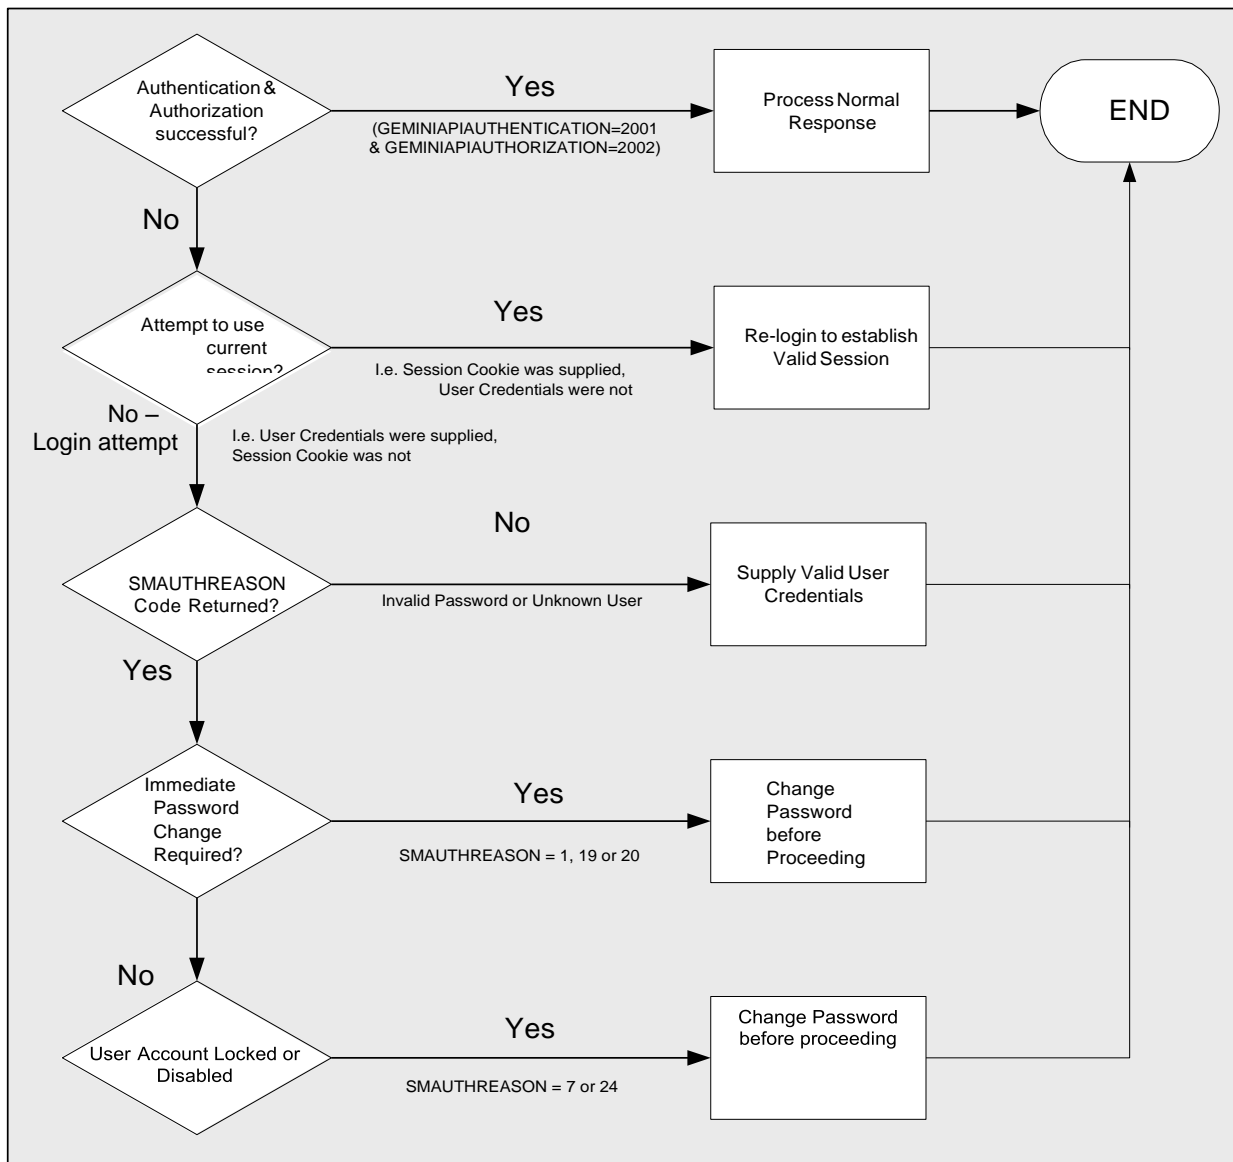 Authentication &
Authorization
successful?
Yes
(GEMINIAPIAUTHENTICATION=2001
& GEMINIAPIAUTHORIZATION=2002)
Process Normal
Response
END
No
Attempt to use
current
session?
Yes
I.e. Session Cookie was supplied,
User Credentials were not
Re-login to establish
Valid Session
No –
Login attempt
I.e. User Credentials were supplied,
Session Cookie was not
SMAUTHREASON
Code Returned?
No
Invalid Password or Unknown User
Supply Valid User
Credentials
Yes
Immediate
Password
Change
Required?
Yes
SMAUTHREASON = 1, 19 or 20
Change
Password
before
Proceeding
No
User Account Locked or
Disabled
Yes
SMAUTHREASON = 7 or 24
Change Password
before proceeding